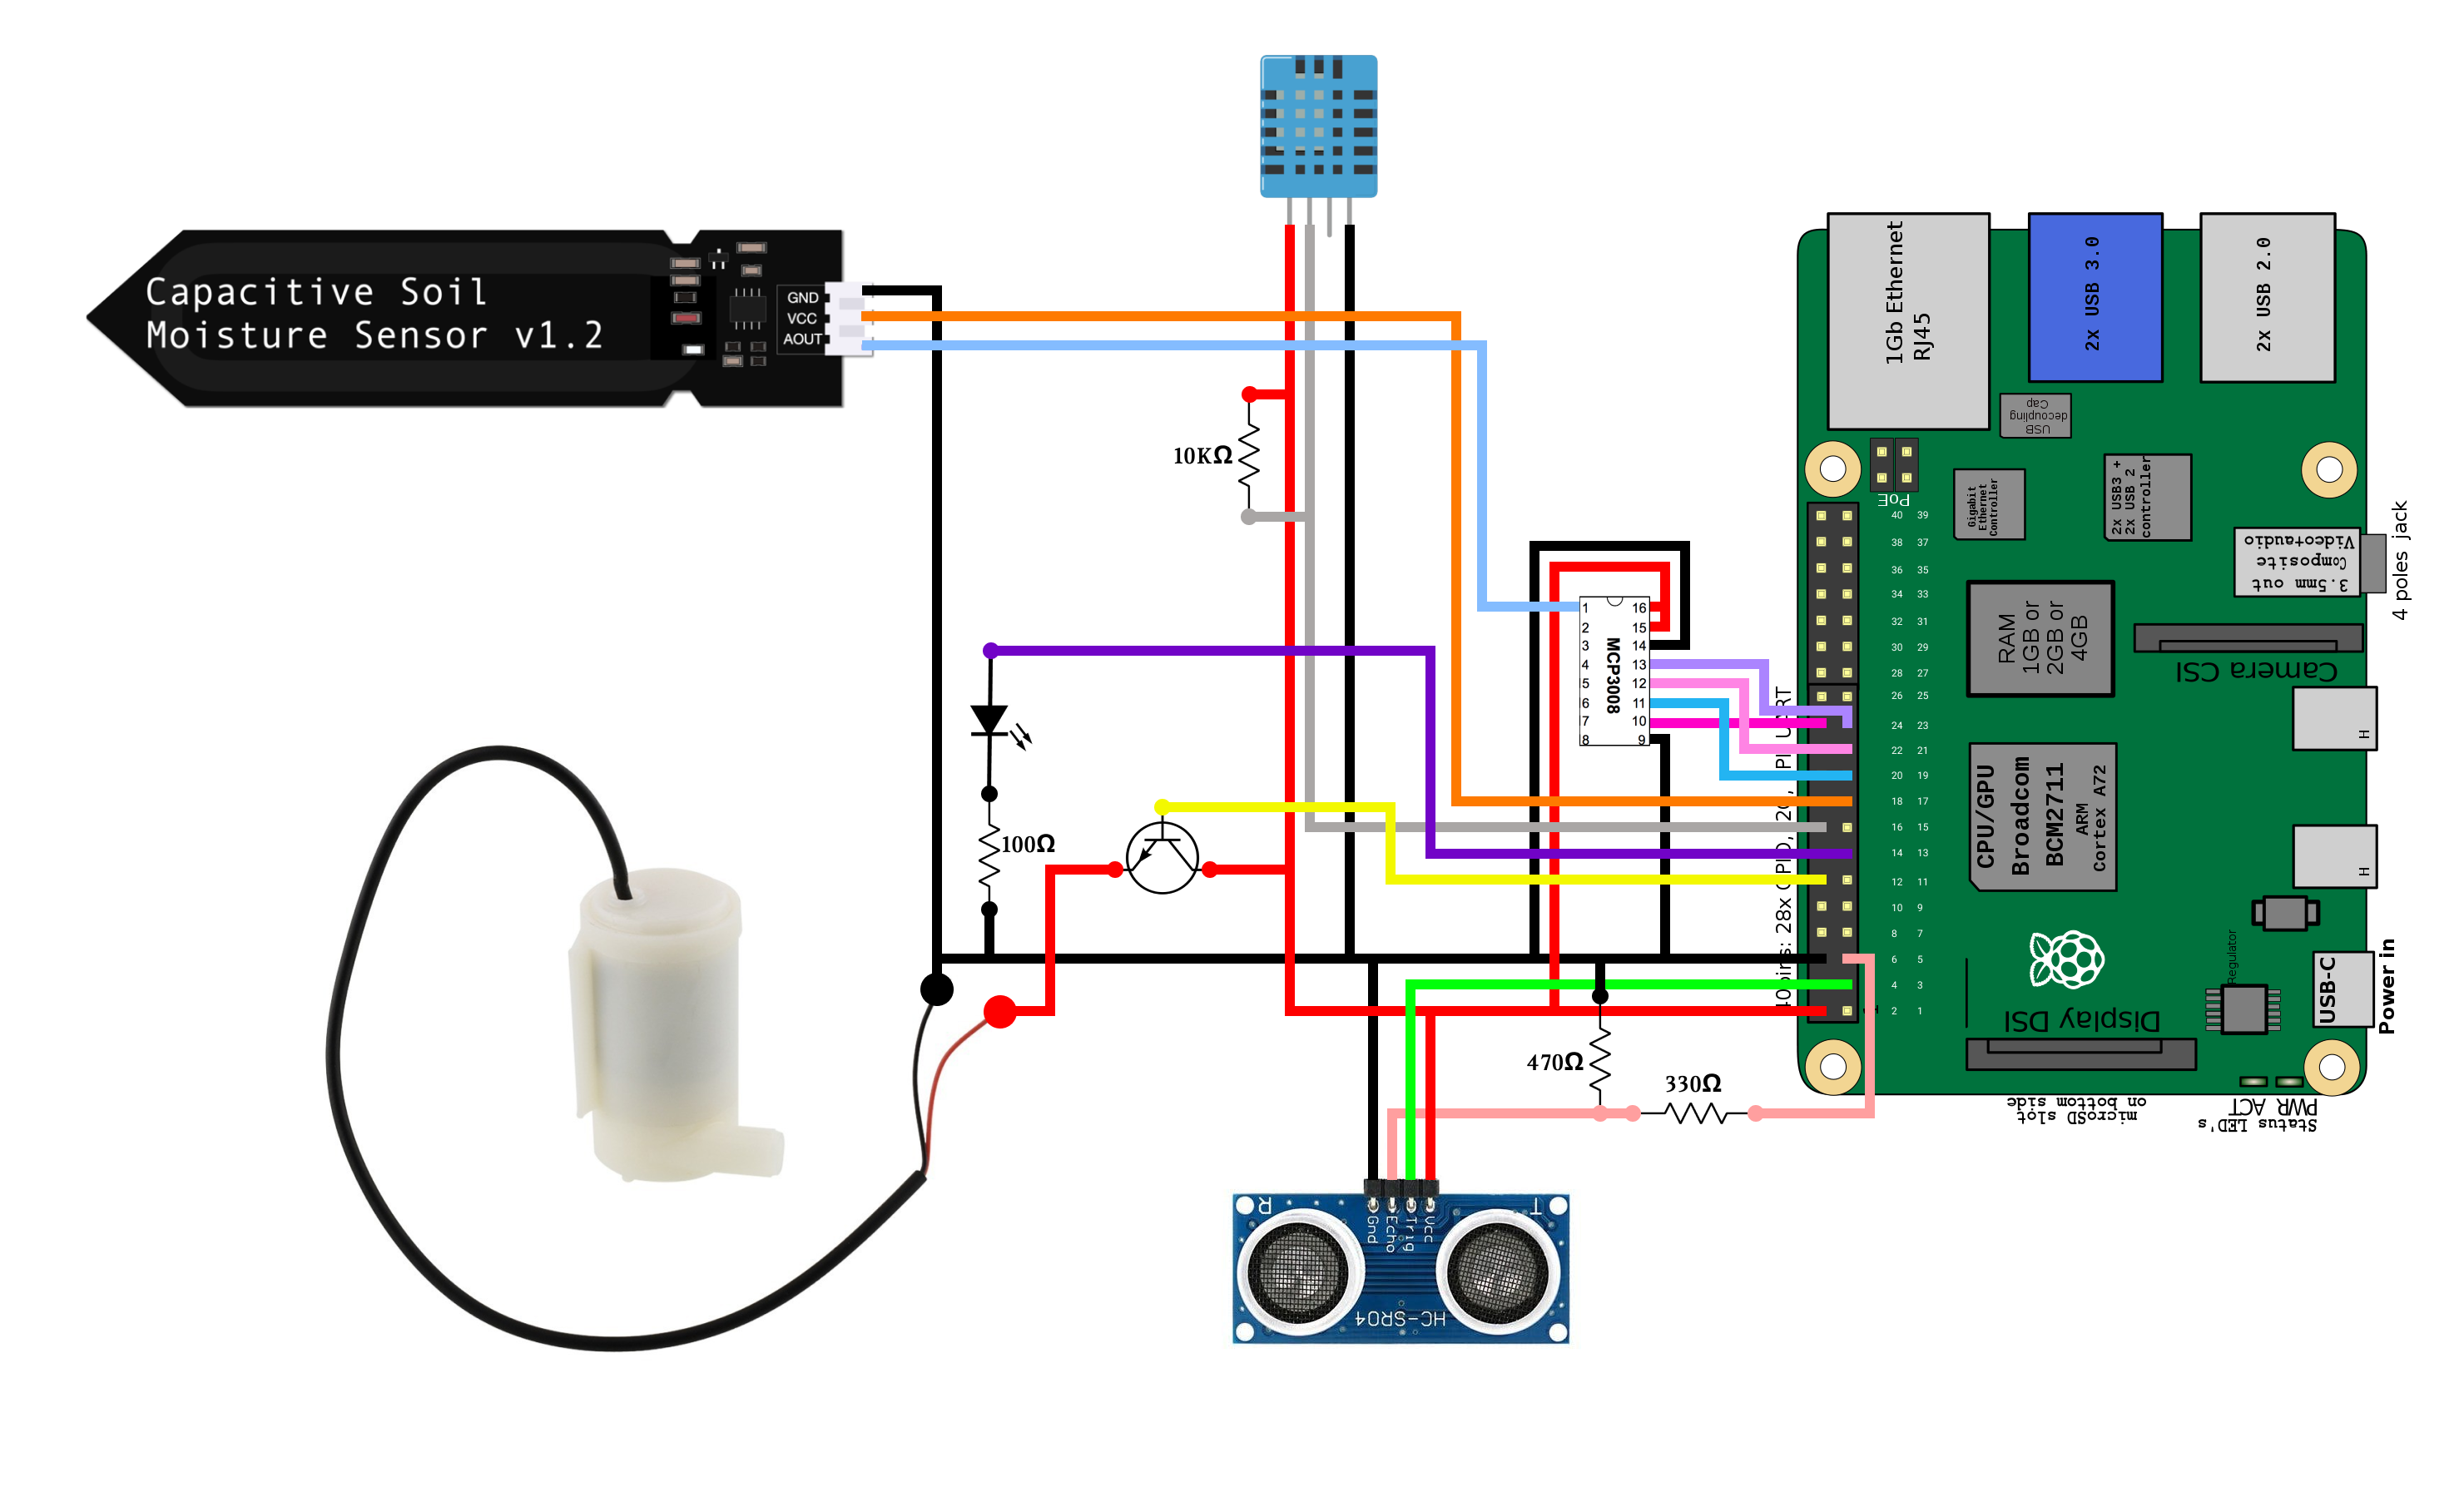 Capacitive Soil
Moisture Sensor v1.2
GND
VCC
AOUT
10KΩ
100Ω
470Ω
330Ω
MCP3008
1 16
2 15
3 14
4 13
5 12
6 11
7 10
8 9
R
T
Gnd
Echo
Trig
Vcc
HC-SR04
1Gb Ethernet
RJ45
2x USB 3.0
2x USB 2.0
USB
decoupling
Cap
PoE
Gigabit
Ethernet
Controller
2x USB3 +
2x USB 2
controller
3.5mm out
Composite
Video+audio
4 poles jack
RAM
1GB or
2GB or
4GB
Camera CSI
CPU/GPU
Broadcom
BCM2711
ARM
Cortex A72
H
H
Regulator
USB-C
Power in
Display DSI
microSD slot
on bottom side
Status LED's
PWR ACT
40 39
38 37
36 35
34 33
32 31
30 29
28 27
26 25
24 23
22 21
20 19
18 17
16 15
14 13
12 11
10 9
8 7
6 5
4 3
2 1
28x